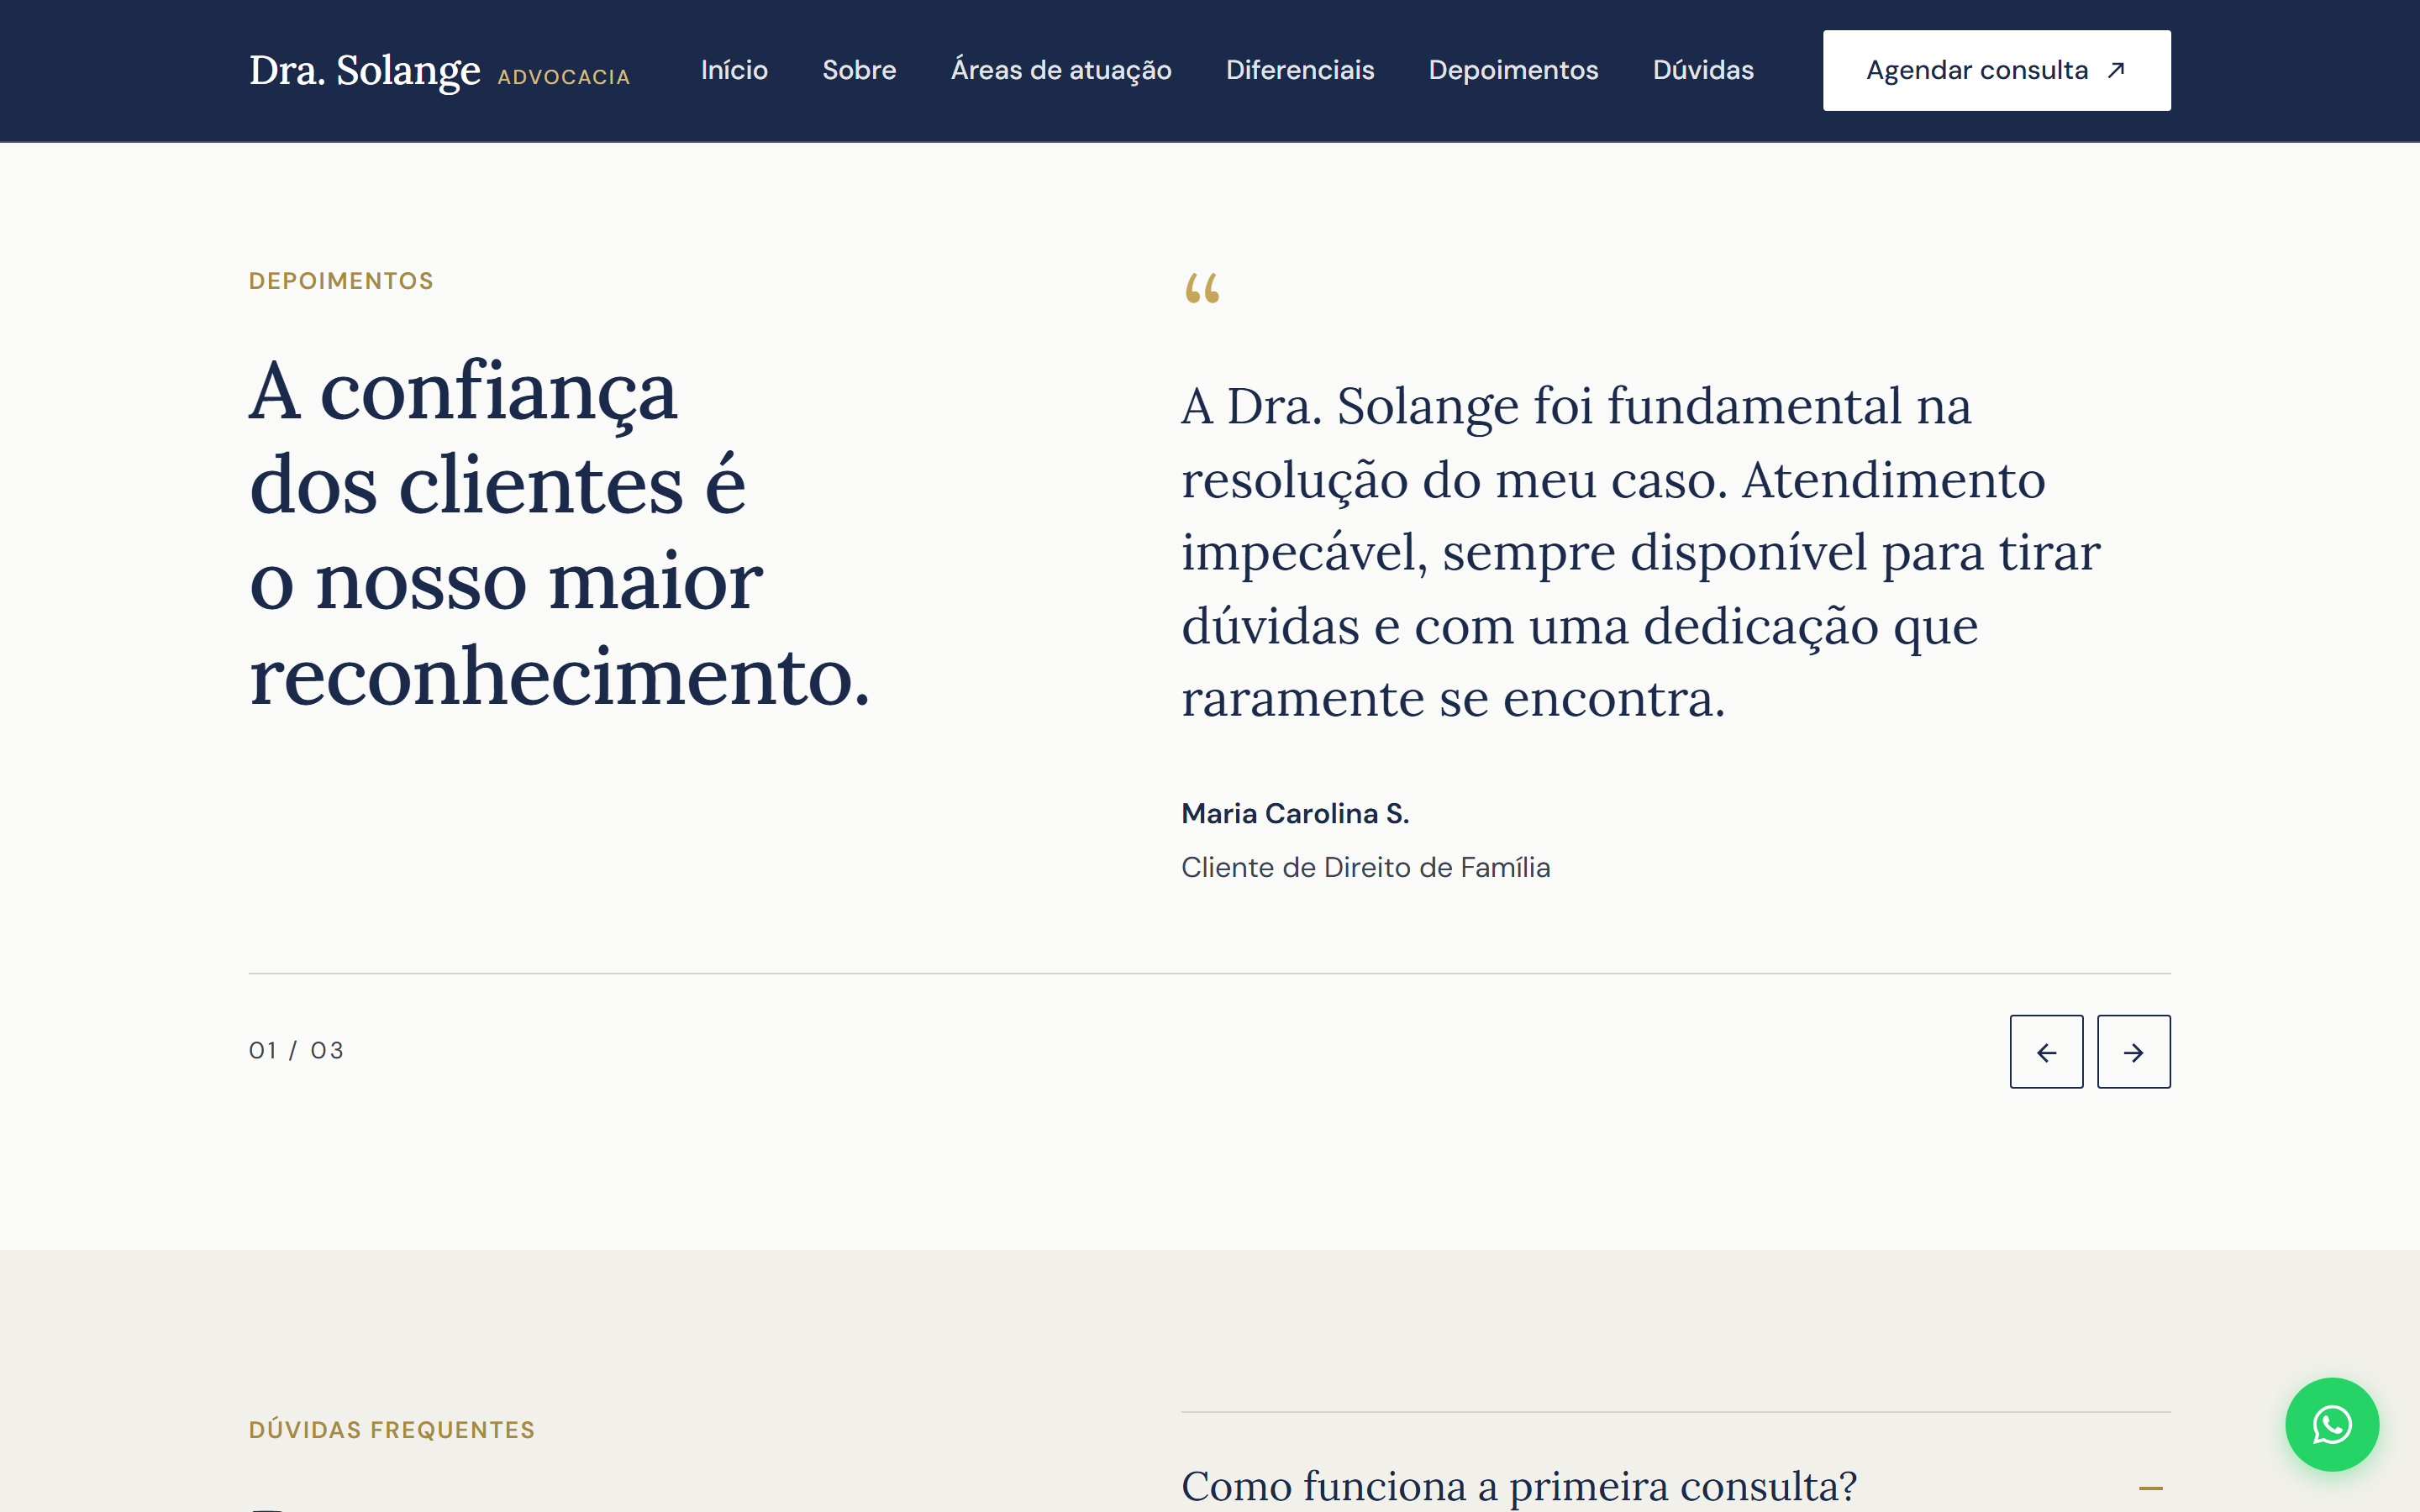 Dra. Solange ADVOCACIA Início Sobre Áreas de atuação Diferenciais Depoimentos Dúvidas Agendar consulta ↗
DEPOIMENTOS
A confiança
dos clientes é
o nosso maior
reconhecimento.
“
A Dra. Solange foi fundamental na
resolução do meu caso. Atendimento
impecável, sempre disponível para tirar
dúvidas e com uma dedicação que
raramente se encontra.
Maria Carolina S.
Cliente de Direito de Família
01 / 03
← →
DÚVIDAS FREQUENTES
Como funciona a primeira consulta? –